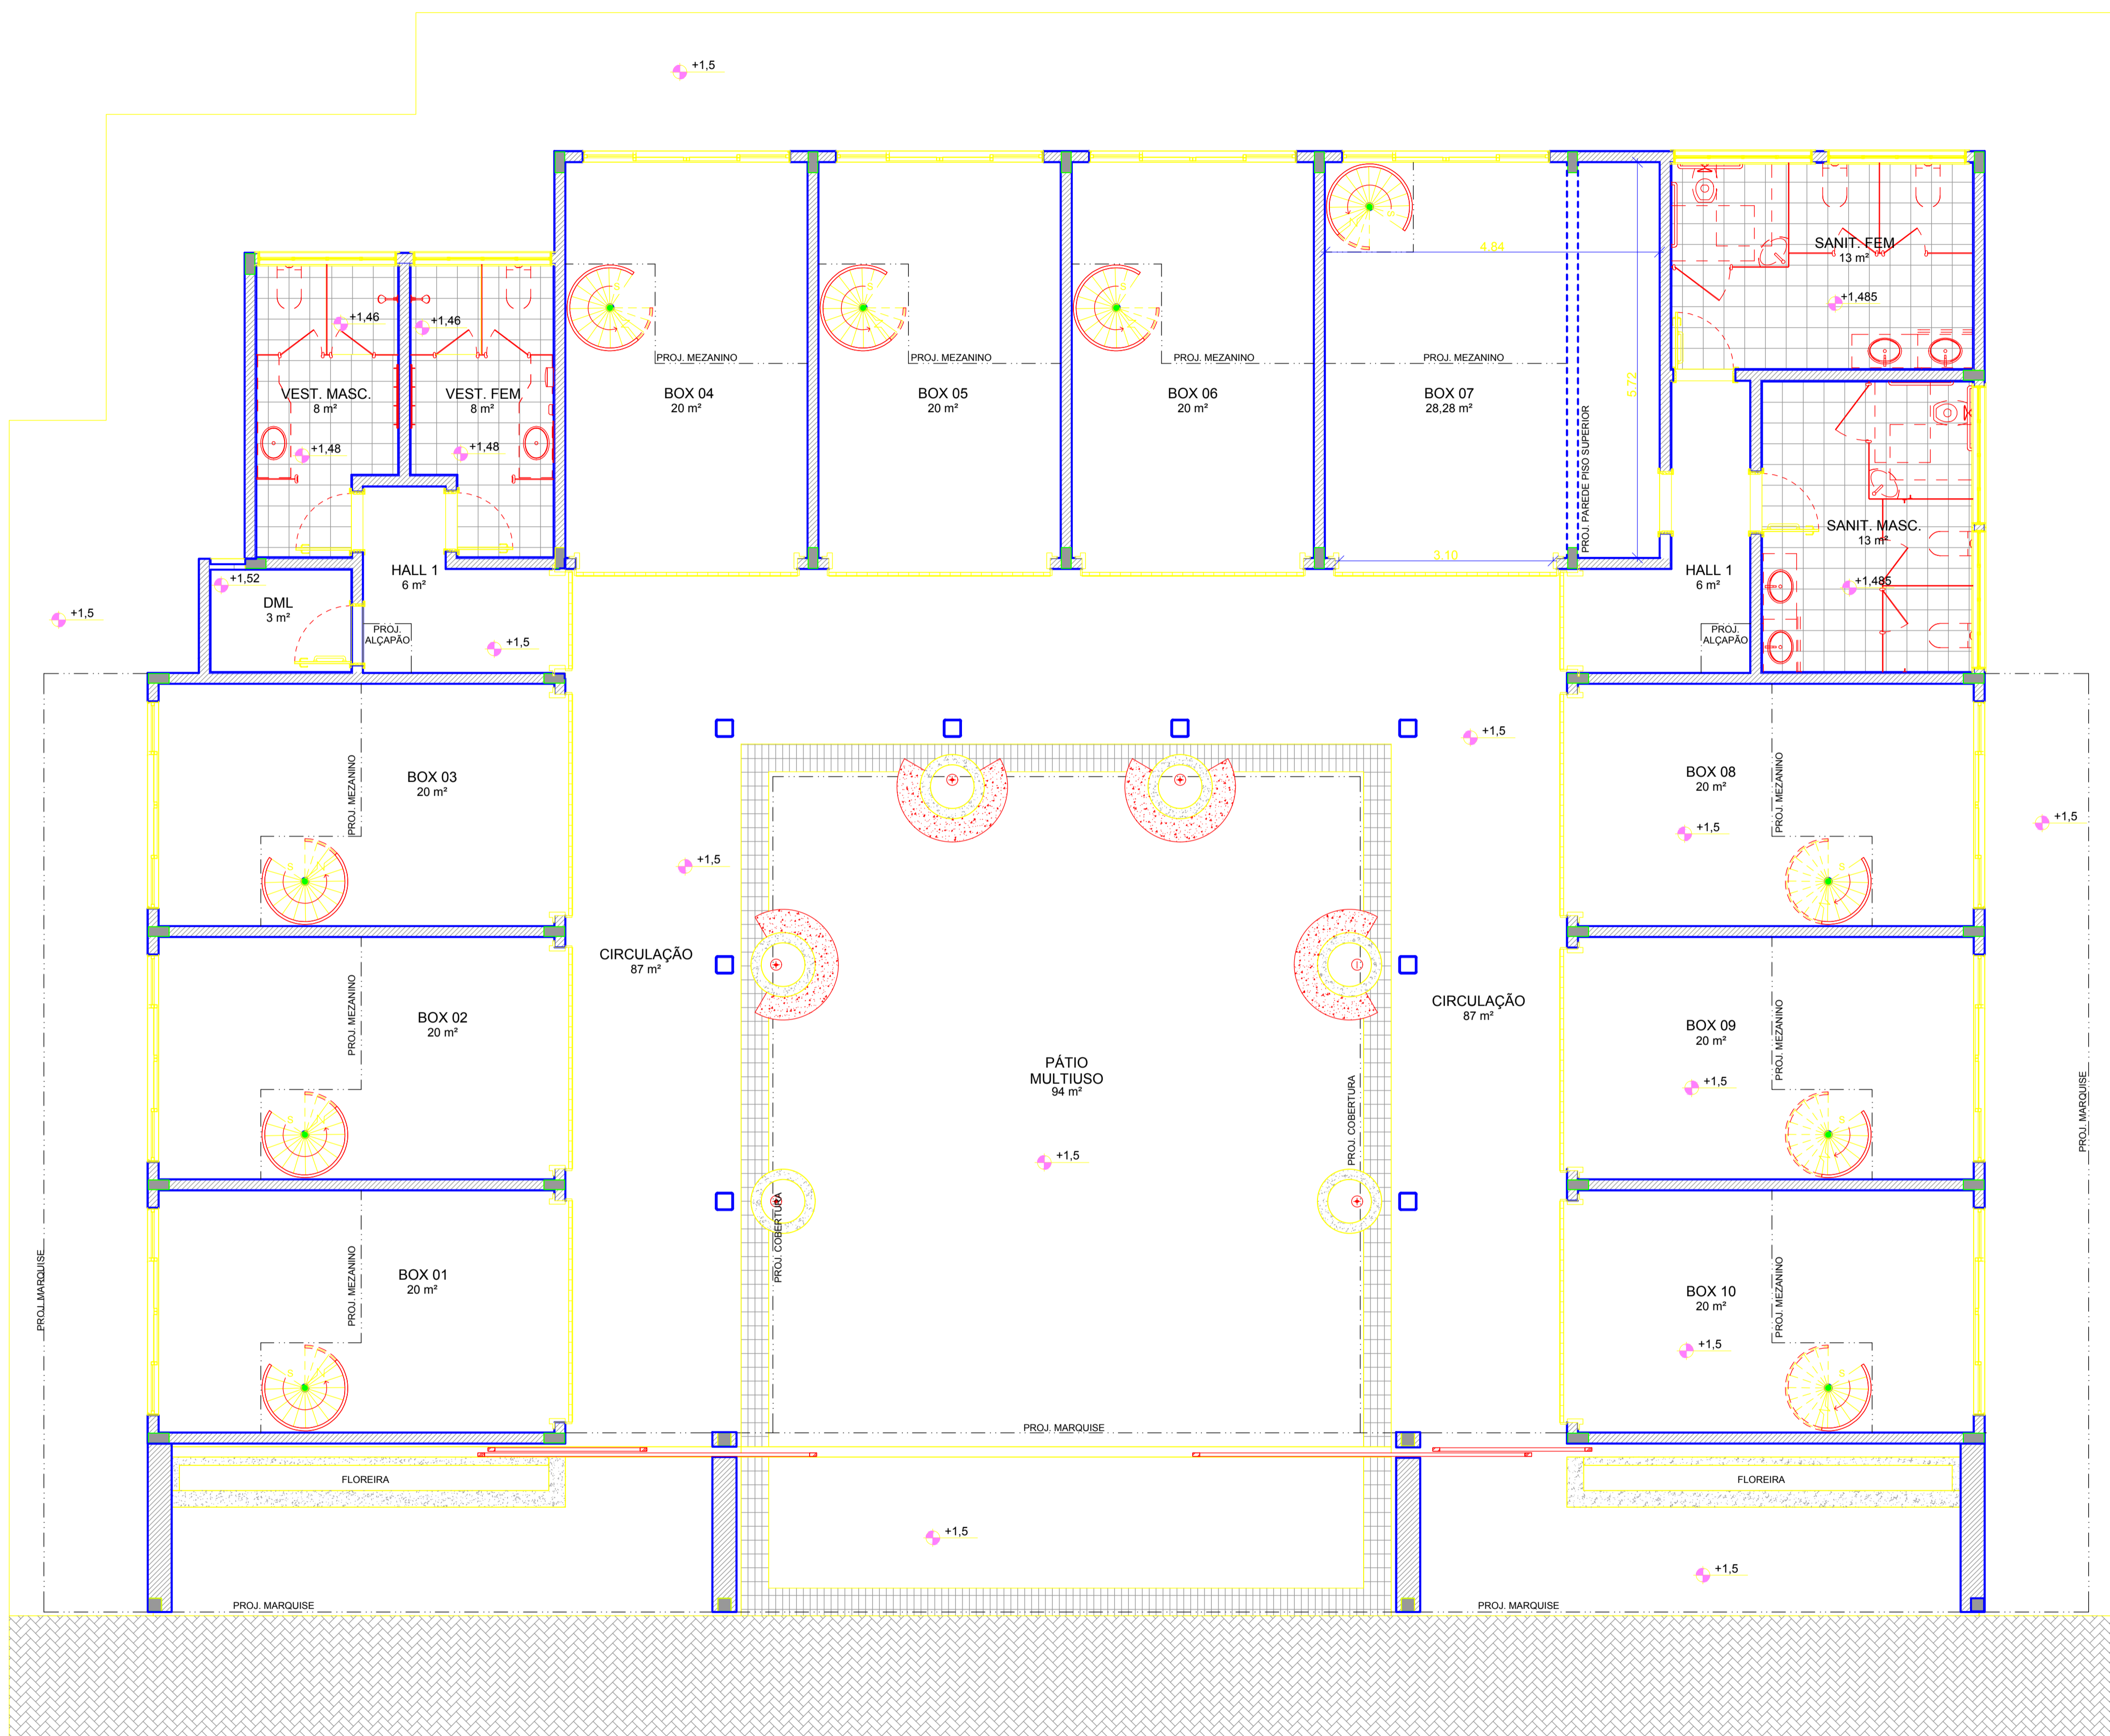 +1,5
4,84
SANIT. FEM
13 m²
+1,485
+1,46
+1,46
PROJ. MEZANINO
PROJ. MEZANINO
PROJ. MEZANINO
PROJ. MEZANINO
5,72
VEST. MASC.
8 m²
VEST. FEM
8 m²
BOX 04
20 m²
BOX 05
20 m²
BOX 06
20 m²
BOX 07
28,28 m²
PROJ. PAREDE PISO SUPERIOR
+1,48
+1,48
SANIT. MASC.
13 m²
3,10
HALL 1
6 m²
HALL 1
6 m²
+1,52
+1,485
DML
3 m²
+1,5
PROJ.
ALÇAPÃO
PROJ.
ALÇAPÃO
+1,5
+1,5
BOX 03
20 m²
PROJ. MEZANINO
BOX 08
20 m²
PROJ. MEZANINO
+1,5
+1,5
+1,5
S
S
CIRCULAÇÃO
87 m²
CIRCULAÇÃO
87 m²
BOX 02
20 m²
PROJ. MEZANINO
BOX 09
20 m²
PROJ. MEZANINO
PÁTIO
MULTIUSO
94 m²
+1,5
PROJ. COBERTURA
PROJ. MARQUISE
S
S
+1,5
PROJ. COBERTURA
BOX 01
20 m²
PROJ. MEZANINO
BOX 10
20 m²
PROJ. MEZANINO
PROJ. MARQUISE
+1,5
S
S
PROJ. MARQUISE
FLOREIRA
FLOREIRA
+1,5
+1,5
PROJ. MARQUISE
PROJ. MARQUISE